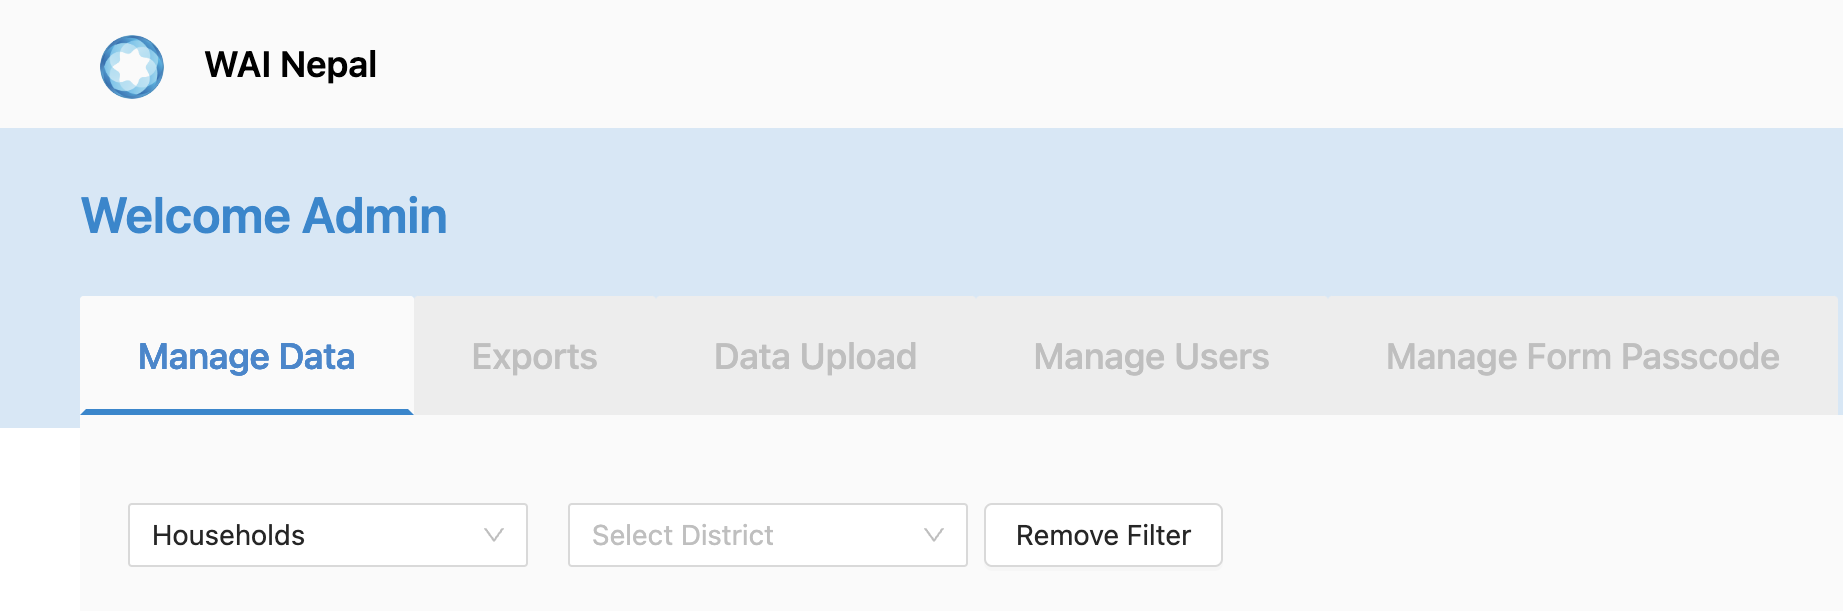 WAI Nepal
Welcome Admin
Manage Data Exports Data Upload Manage Users Manage Form Passcode
Households Select District Remove Filter